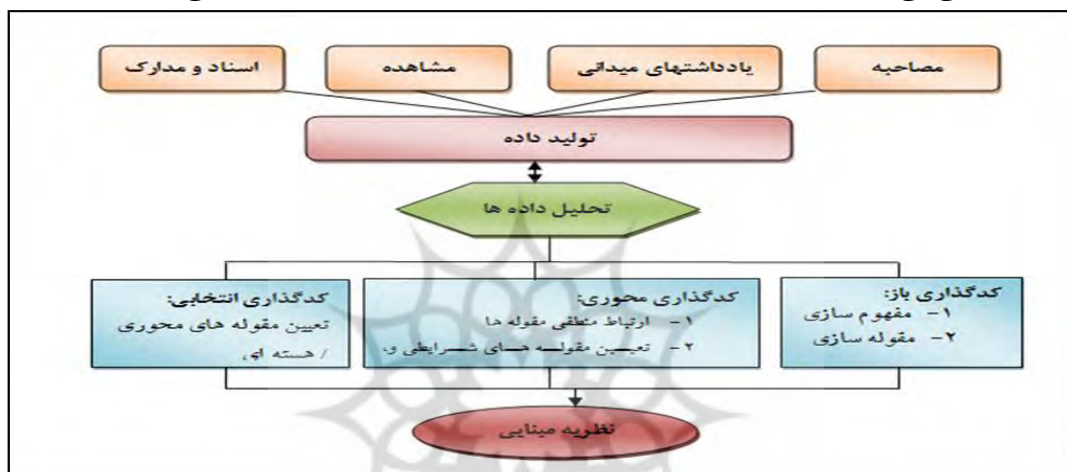 مصاحبه
یادداشتهای میدانی
مشاهده
اسناد و مدارک
تولید داده
تحلیل داده ها
کدگذاری باز:
۱- مفهوم سازی
۲- مقوله سازی
کدگذاری محوری:
۱- ارتباط منطقی مقوله ها
۲- تعیین مقوله های شرایطی و،
کدگذاری انتخابی:
تعیین مقوله های محوری
/ هسته ای
نظریه مبنایی